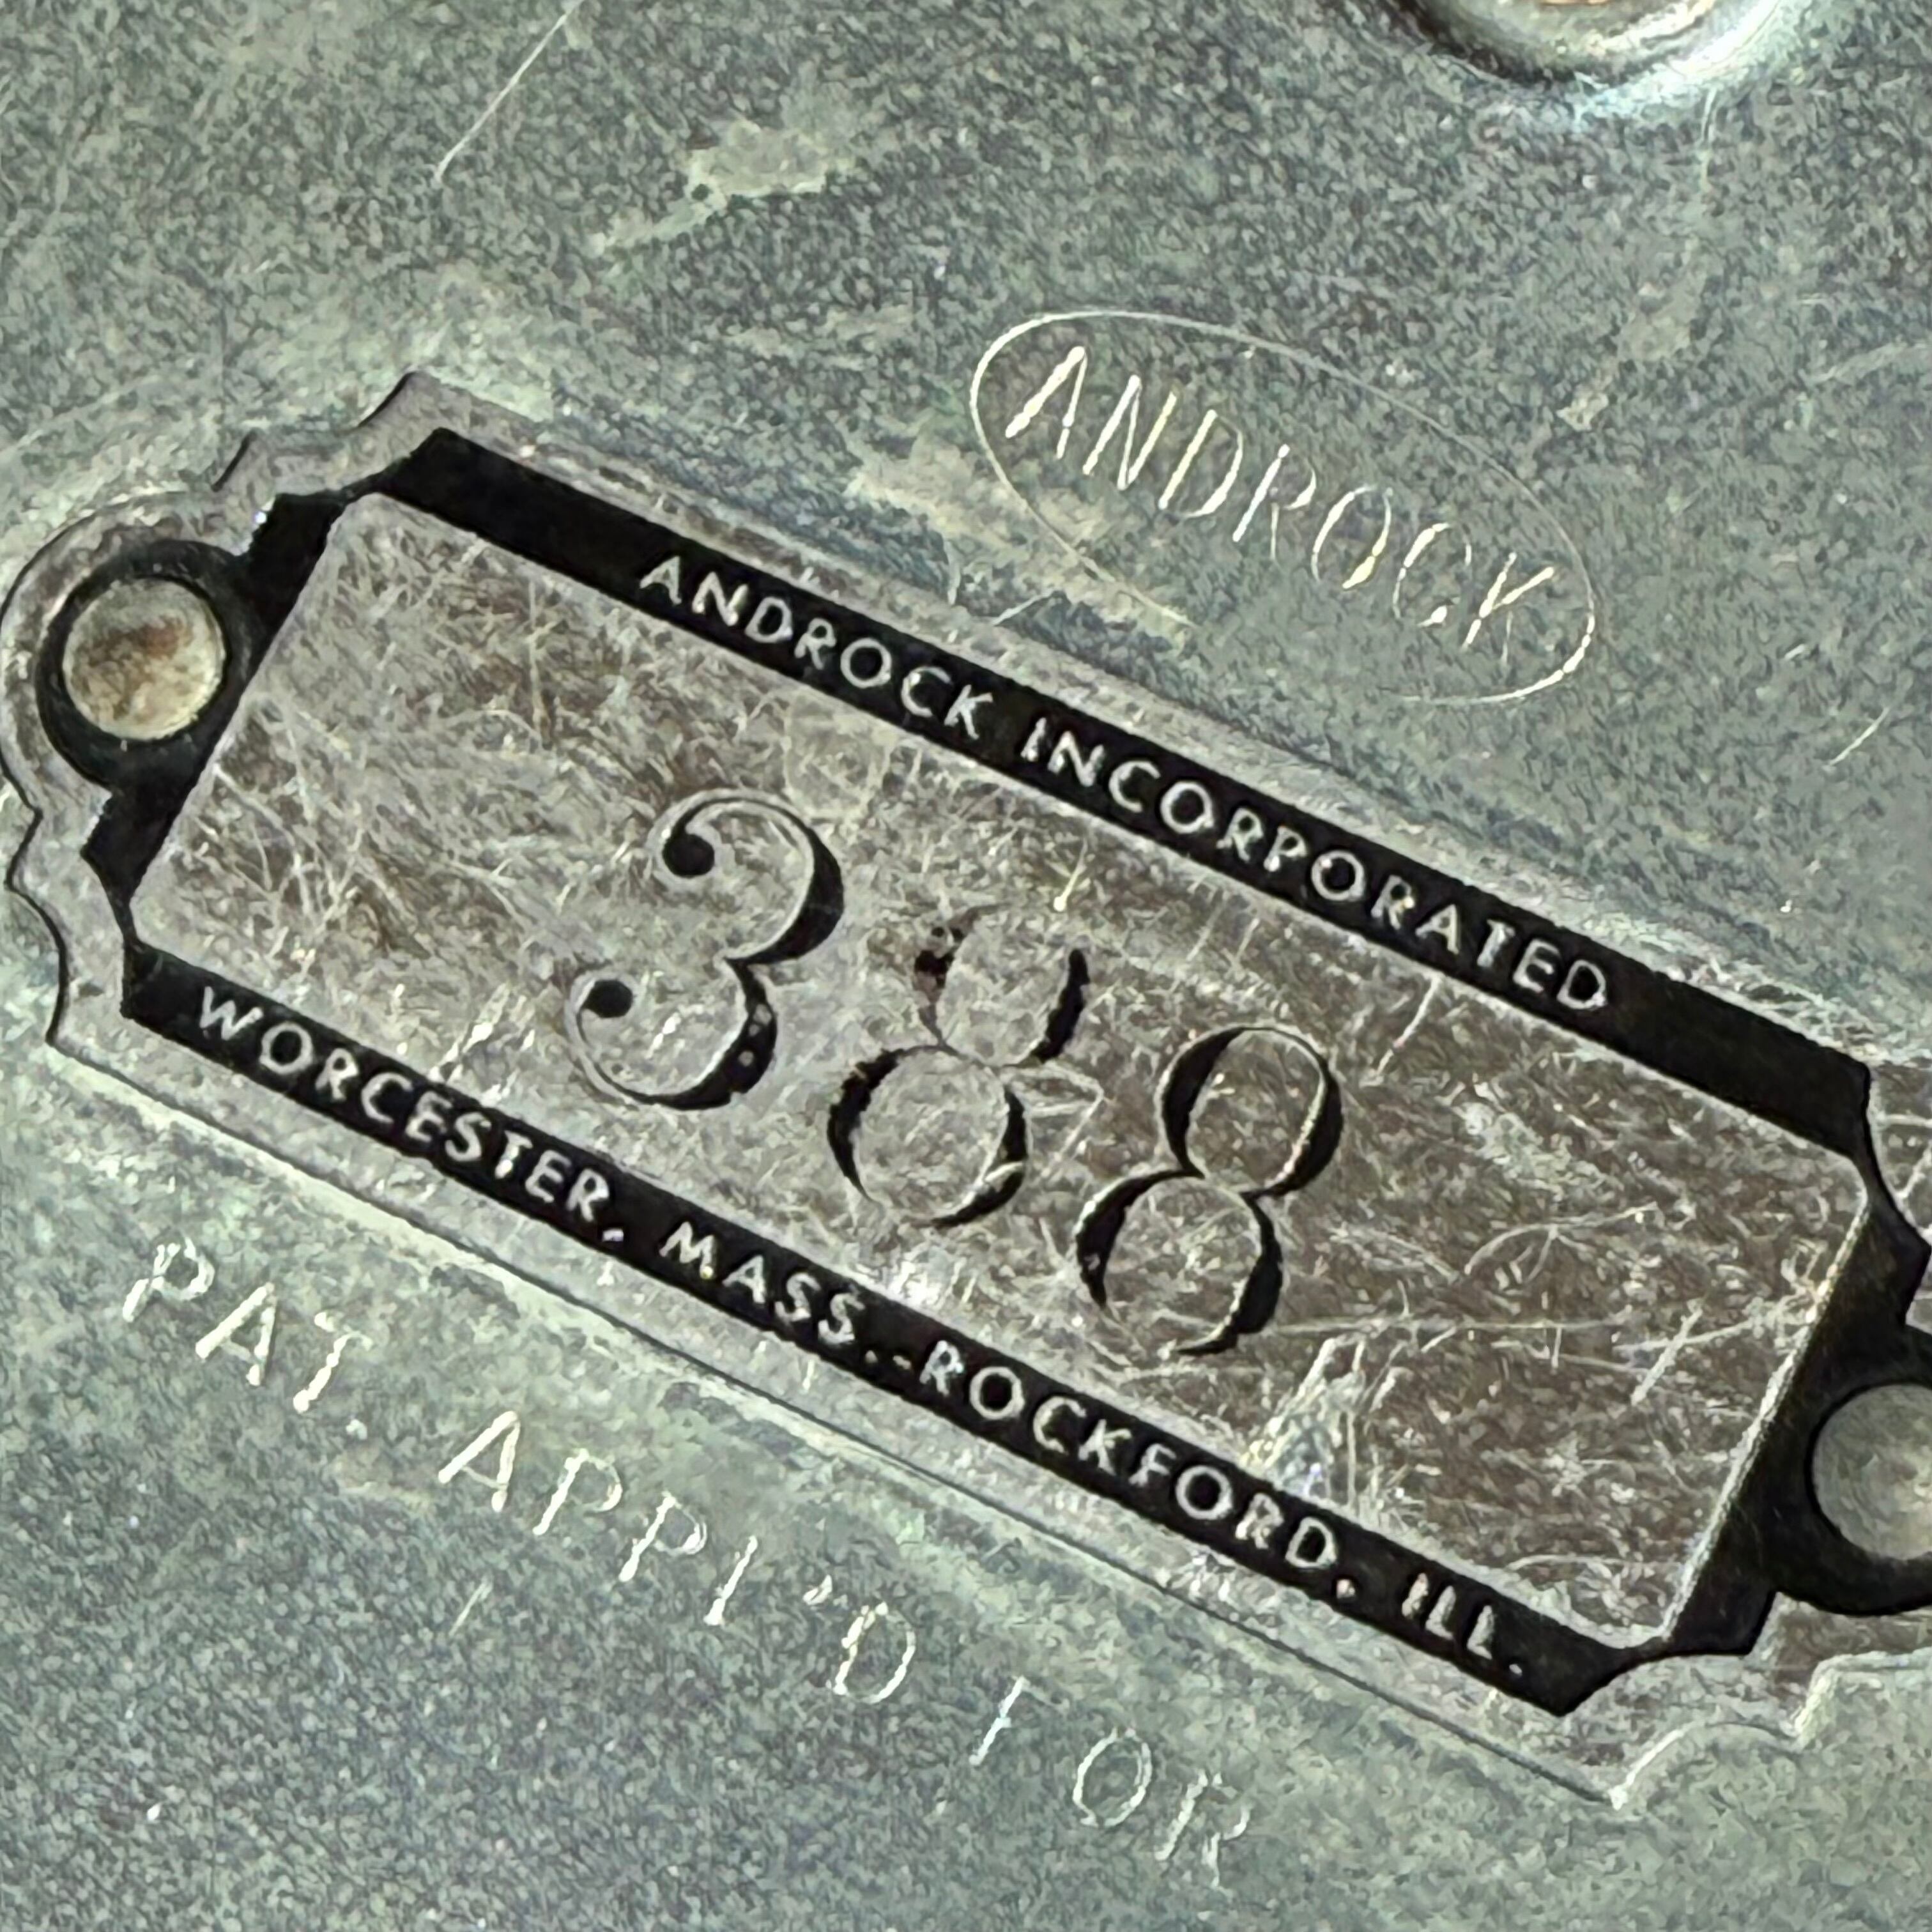 ANDROCK
ANDROCK INCORPORATED
388
WORCESTER, MASS.-ROCKFORD, ILL.
PAT. APPL'D FOR